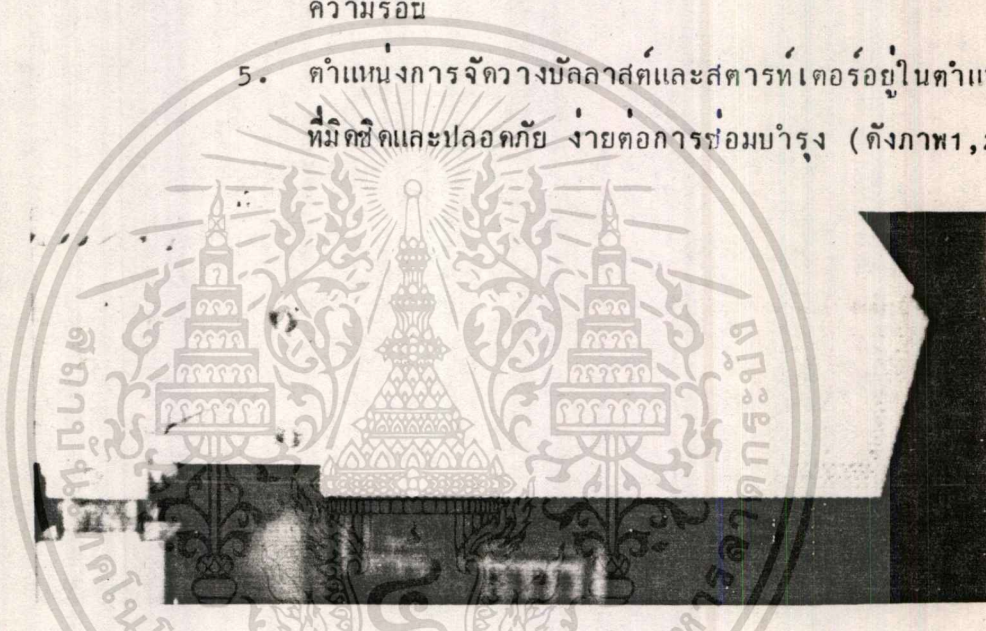 ความร้อน
5. ตำแหน่งการจัดวางบัลลาสต์และสตารท์เตอร์อยู่ในตำแ
ที่มิดชิดและปลอดภัย ง่ายต่อการซ่อมบำรุง (ดังภาพ1,